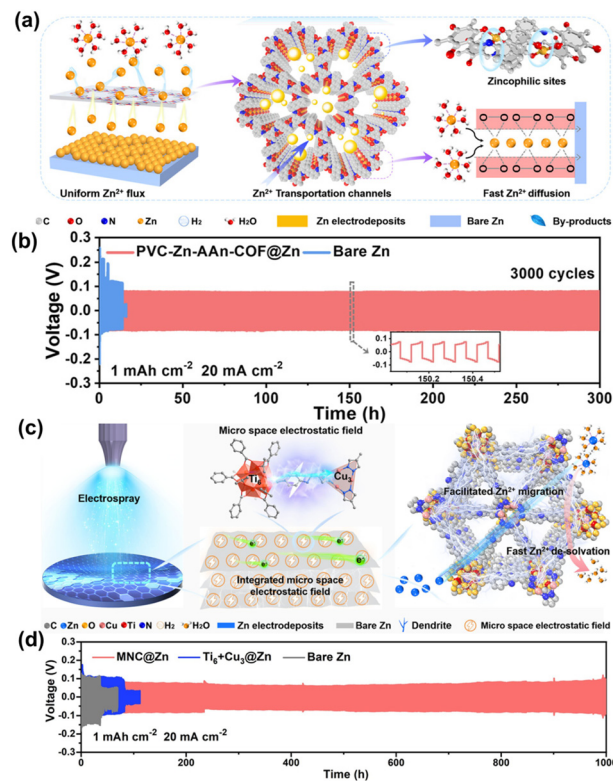 (a)
Zincophilic sites
Uniform Zn²⁺ flux
Zn²⁺ Transportation channels
Fast Zn²⁺ diffusion
C O N Zn H₂ H₂O Zn electrodeposits Bare Zn By-products
(b)
PVC-Zn-AAn-COF@Zn Bare Zn
3000 cycles
Voltage (V)
0.3
0.2
0.1
0.0
-0.1
-0.2
-0.3
0.1
0.0
-0.1
150.2 150.4
1 mAh cm⁻² 20 mA cm⁻²
0 50 100 150 200 250 300
Time (h)
(c)
Micro space electrostatic field
Electrospray
Ti₆
Cu₃
Facilitated Zn²⁺ migration
Fast Zn²⁺ de-solvation
Integrated micro space
electrostatic field
C Zn O Cu Ti N H₂ H₂O Zn electrodeposits Bare Zn Dendrite Micro space electrostatic field
(d)
MNC@Zn Ti₆+Cu₃@Zn Bare Zn
Voltage (V)
0.3
0.2
0.1
0.0
-0.1
-0.2
-0.3
1 mAh cm⁻² 20 mA cm⁻²
0 200 400 600 800 1000
Time (h)